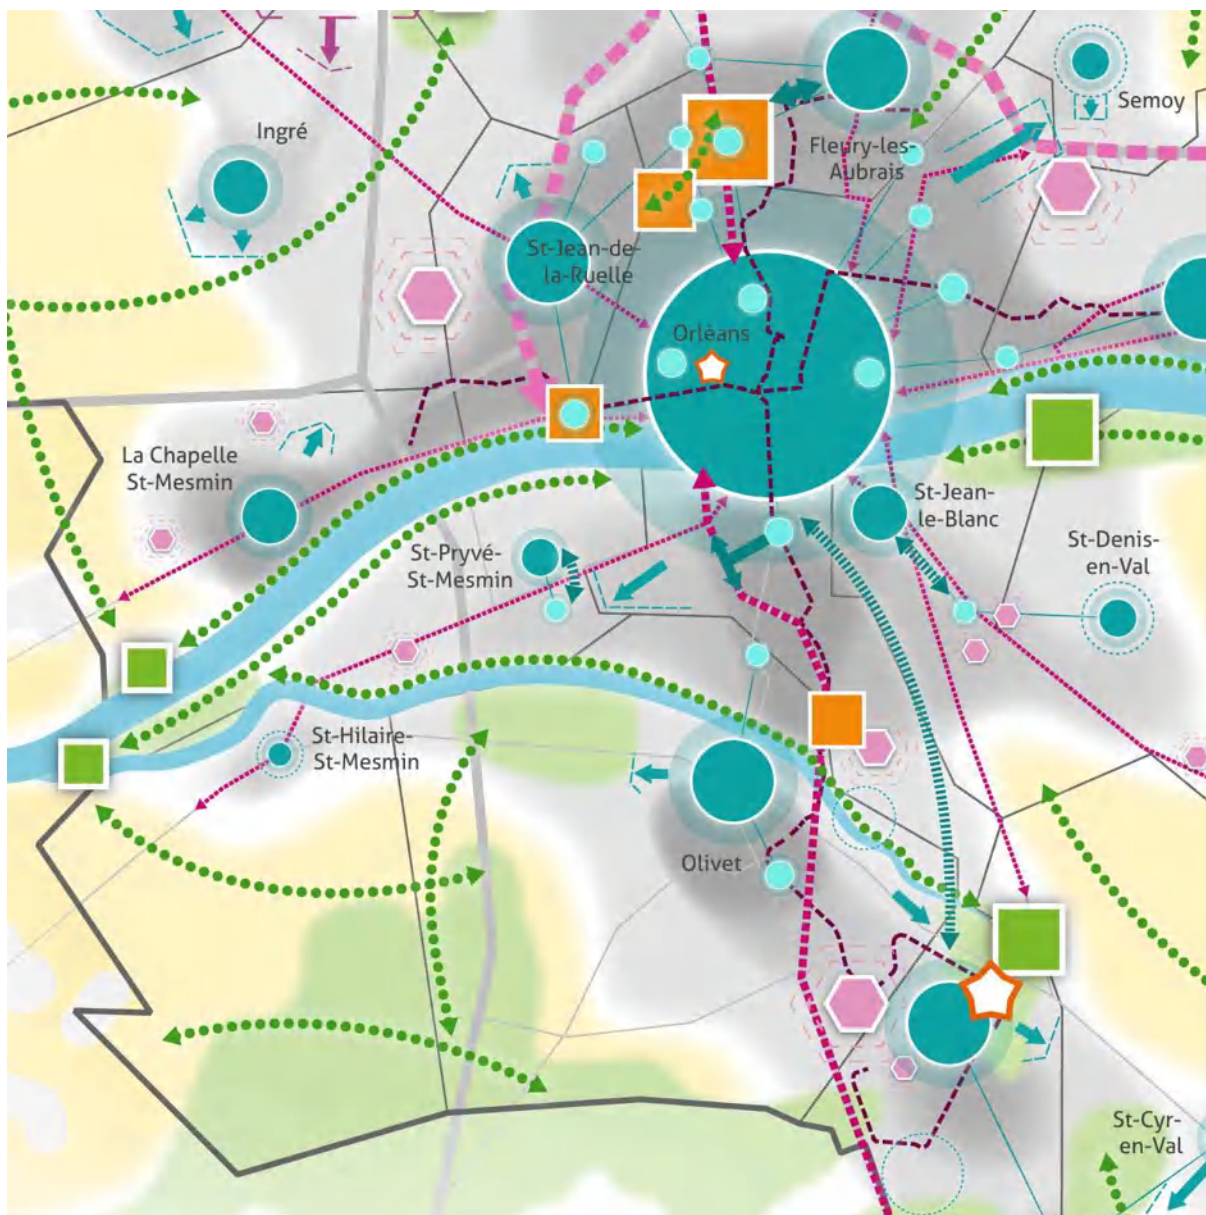 Semoy
Ingré
Fleury-les-
Aubrais
St-Jean-de-
la-Ruelle
Orléans
La Chapelle
St-Mesmin
St-Jean-
le-Blanc
St-Pryvé-
St-Mesmin
St-Denis-
en-Val
St-Hilaire-
St-Mesmin
Olivet
St-Cyr-
en-Val